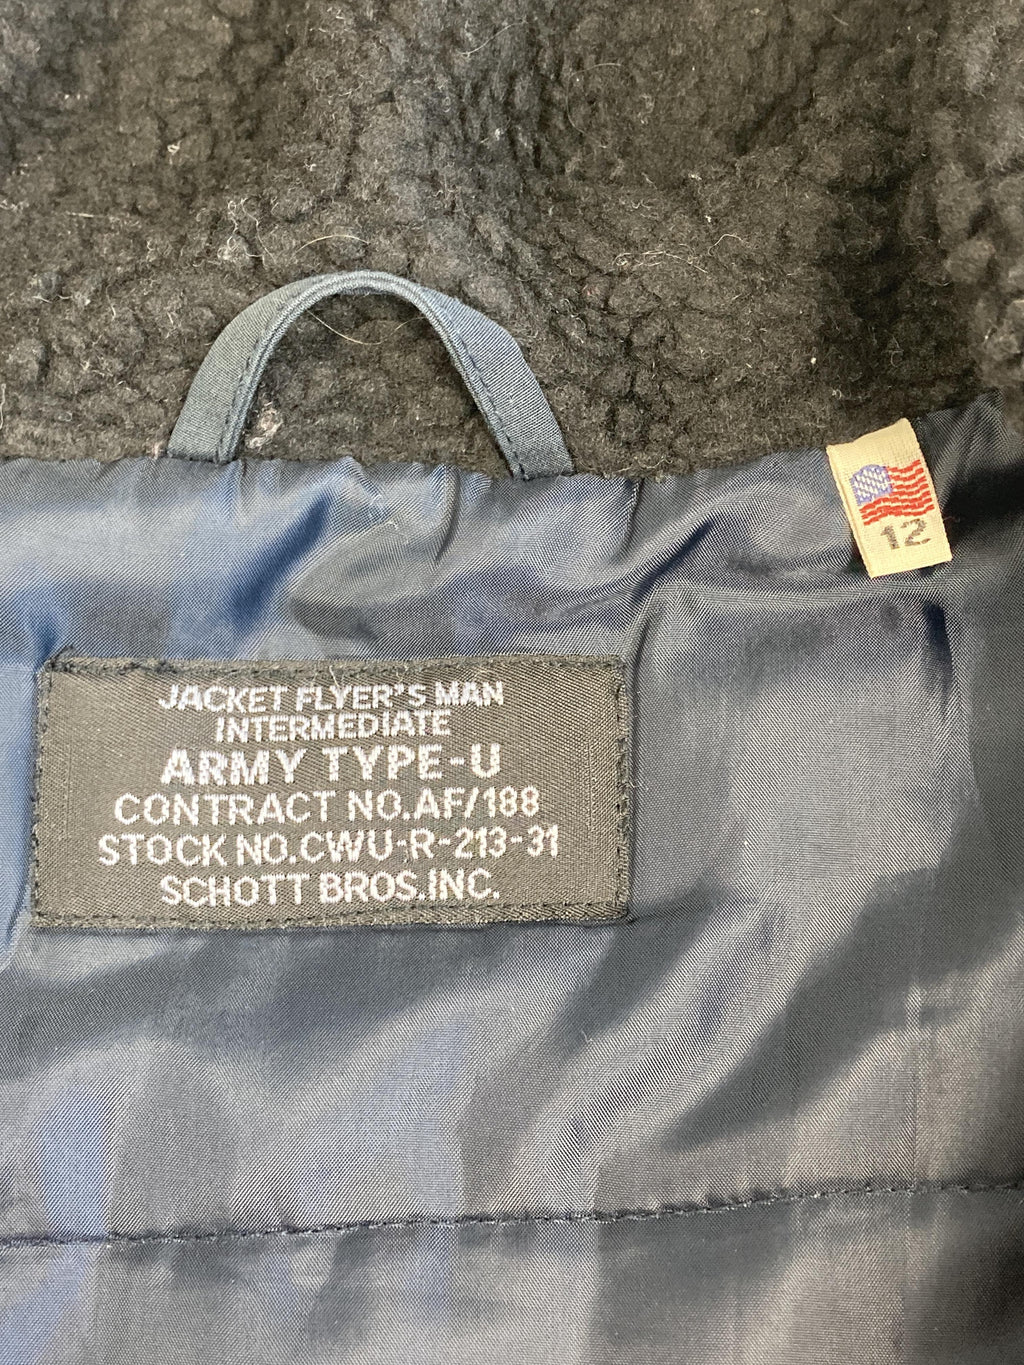 12
JACKET FLYER'S MAN
INTERMEDIATE
ARMY TYPE-U
CONTRACT NO.AF/188
STOCK NO.CWU-R-213-31
SCHOTT BROS.INC.